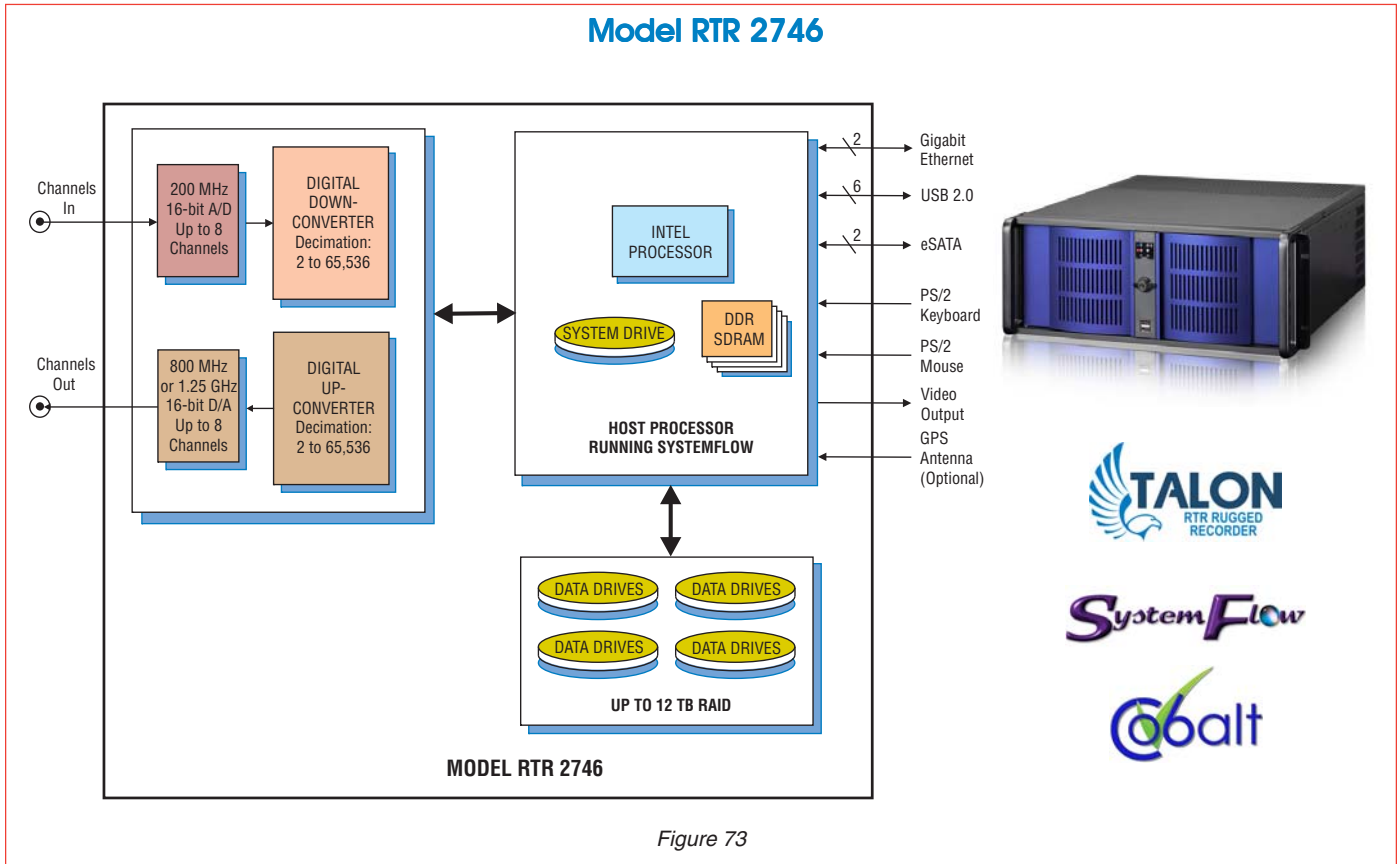 Model RTR 2746
Channels
In
200 MHz
16-bit A/D
Up to 8
Channels
DIGITAL
DOWN-
CONVERTER
Decimation:
2 to 65,536
Channels
Out
800 MHz
or 1.25 GHz
16-bit D/A
Up to 8
Channels
DIGITAL
UP-
CONVERTER
Decimation:
2 to 65,536
INTEL
PROCESSOR
SYSTEM DRIVE
DDR
SDRAM
HOST PROCESSOR
RUNNING SYSTEMFLOW
2
Gigabit
Ethernet
6
USB 2.0
2
eSATA
PS/2
Keyboard
PS/2
Mouse
Video
Output
GPS
Antenna
(Optional)
DATA DRIVES
DATA DRIVES
DATA DRIVES
DATA DRIVES
UP TO 12 TB RAID
MODEL RTR 2746
TALON
RTR RUGGED
RECORDER
SystemFlow
Cobalt
Figure 73